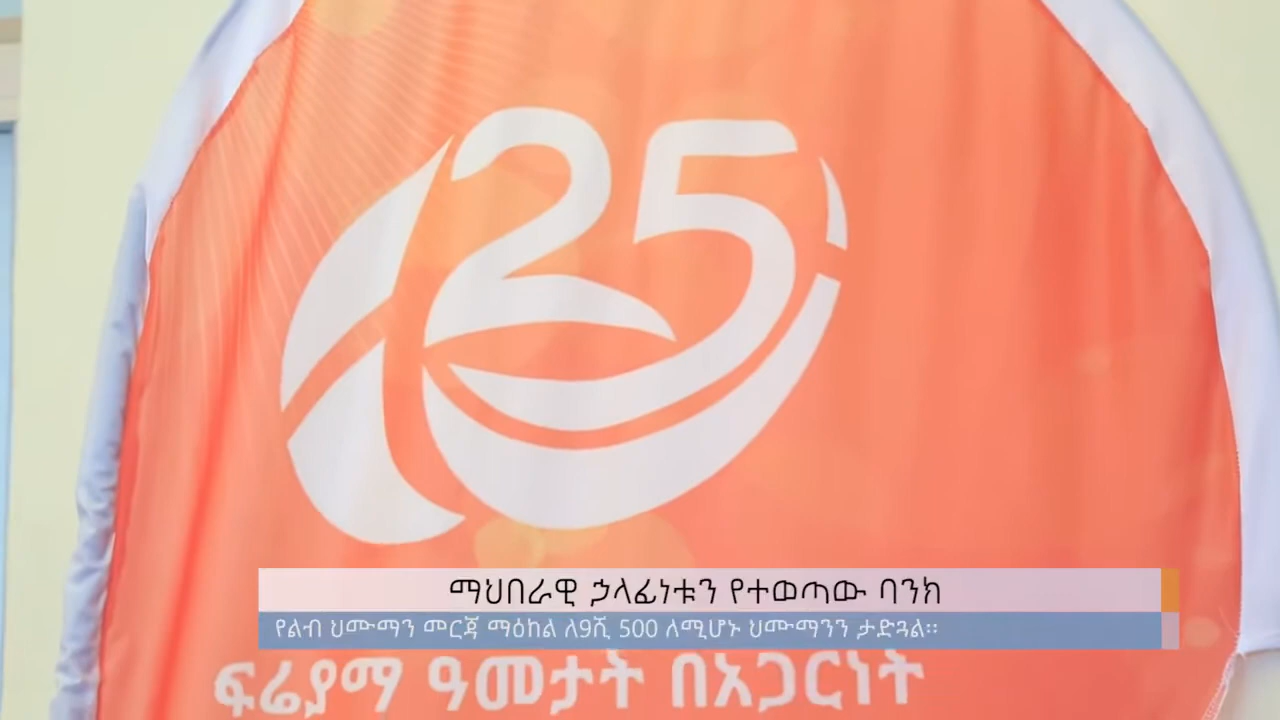 25
ማህበራዊ ኃላፊነቱን የተወጣው ባንክ
የልብ ህሙማን መርጃ ማዕከል ለ9ሺ 500 ለሚሆኑ ህሙማንን ታድጓል፡፡
ፍሬያማ ዓመታት በአጋርነት